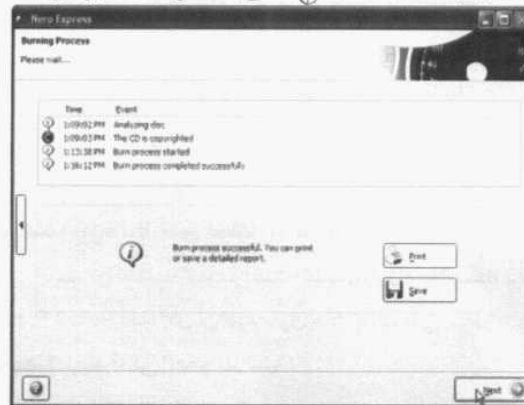 Nero Express
Burning Process
Please wait...
Time Event
1:09:02 PM Analyzing disc
1:09:03 PM The CD is copyrighted
1:13:38 PM Burn process started
1:16:12 PM Burn process completed successfully
Burn process successful. You can print
or save a detailed report.
Print
Save
Next